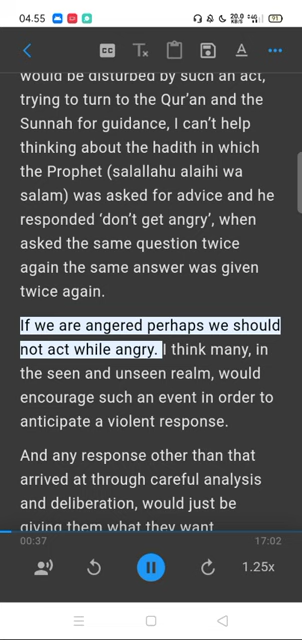 04.55
20.0
KB/S
91
CC
would be disturbed by such an act,
trying to turn to the Qur'an and the
Sunnah for guidance, I can't help
thinking about the hadith in which
the Prophet (salallahu alaihi wa
salam) was asked for advice and he
responded 'don't get angry', when
asked the same question twice
again the same answer was given
twice again.
If we are angered perhaps we should
not act while angry. I think many, in
the seen and unseen realm, would
encourage such an event in order to
anticipate a violent response.
And any response other than that
arrived at through careful analysis
and deliberation, would just be
giving them what they want
00:37
17:02
1.25x